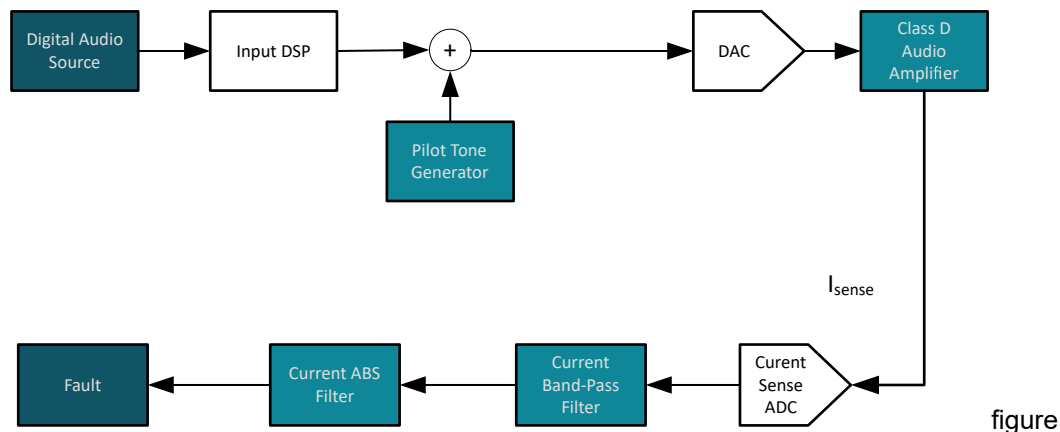 Digital Audio
Source
Input DSP
+
DAC
Class D
Audio
Amplifier
Pilot Tone
Generator
Isense
Fault
Current ABS
Filter
Current
Band-Pass
Filter
Curent
Sense
ADC
figure